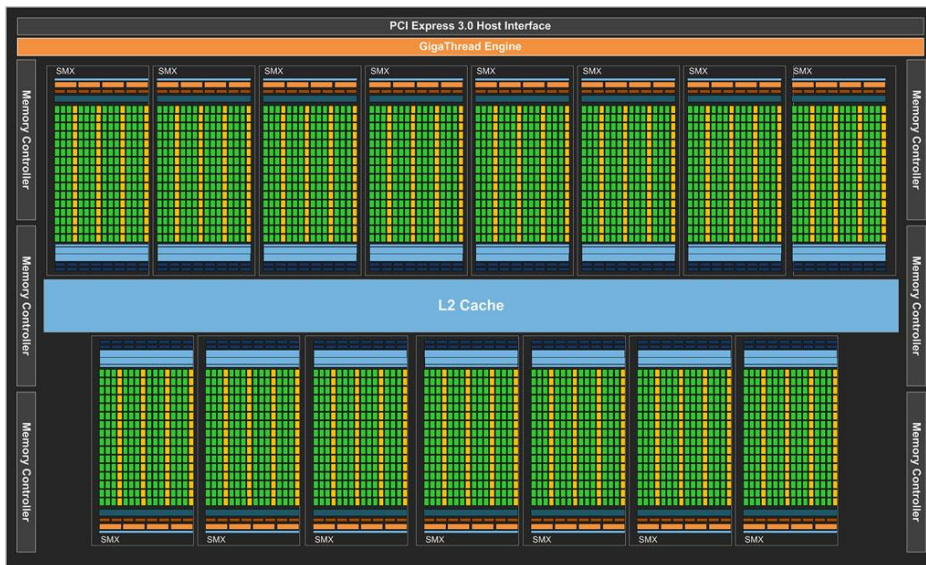 PCI Express 3.0 Host Interface
GigaThread Engine
SMX
SMX
SMX
SMX
SMX
SMX
SMX
SMX
Memory Controller
Memory Controller
Memory Controller
Memory Controller
L2 Cache
Memory Controller
Memory Controller
SMX
SMX
SMX
SMX
SMX
SMX
SMX